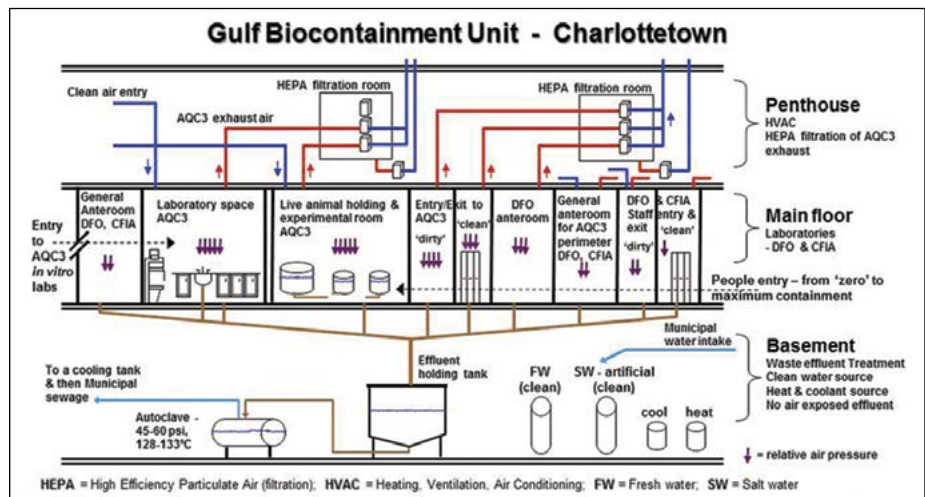 Gulf Biocontainment Unit - Charlottetown
Clean air entry
HEPA filtration room
HEPA filtration room
AQC3 exhaust air
Penthouse
HVAC
HEPA filtration of AQC3
exhaust
General
Anteroom
DFO, CFIA
Laboratory space
AQC3
Live animal holding &
experimental room
AQC3
Entry/Exit to
AQC3 'clean'
'dirty'
DFO
anteroom
General
anteroom
for AQC3
perimeter
DFO, CFIA
DFO
Staff
exit
'dirty'
& CFIA
entry &
'clean'
Main floor
Laboratories
- DFO & CFIA
Entry
to
AQC3
in vitro
labs
People entry – from 'zero' to
maximum containment
Municipal
water intake
Basement
Waste effluent Treatment
Clean water source
Heat & coolant source
No air exposed effluent
To a cooling tank
& then Municipal
sewage
Effluent
holding tank
FW
(clean)
SW - artificial
(clean)
Autoclave -
45-60 psi,
128-133°C
cool
heat
= relative air pressure
HEPA = High Efficiency Particulate Air (filtration); HVAC = Heating, Ventilation, Air Conditioning; FW = Fresh water; SW = Salt water